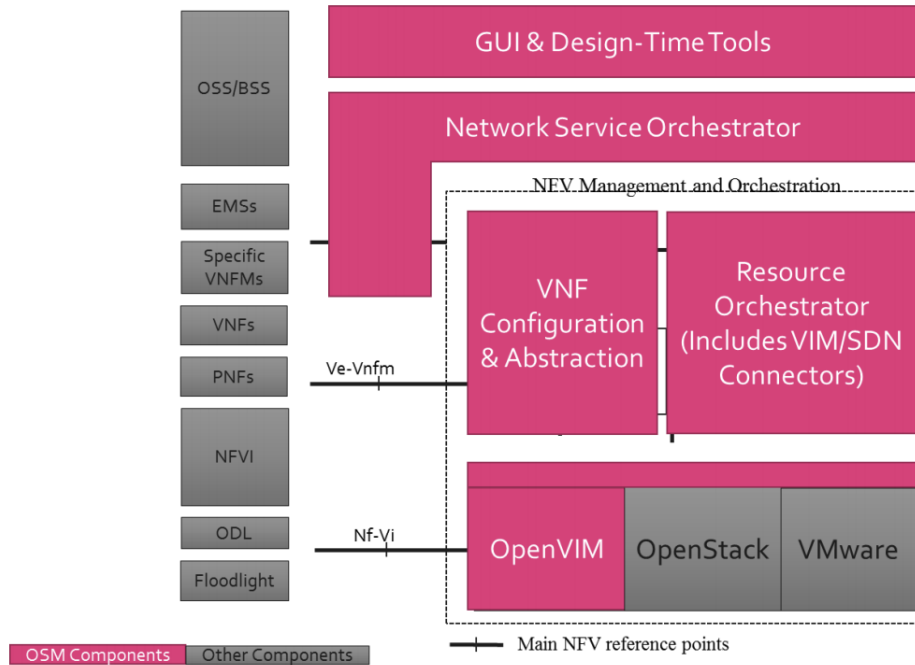 GUI & Design-Time Tools
OSS/BSS
Network Service Orchestrator
NFV Management and Orchestration
EMSs
Specific
VNFMs
VNFs
PNFs
NFVI
ODL
Floodlight
VNF
Configuration
& Abstraction
Resource
Orchestrator
(Includes VIM/SDN
Connectors)
Ve-Vnfm
Nf-Vi
OpenVIM
OpenStack
VMware
Main NFV reference points
OSM Components
Other Components